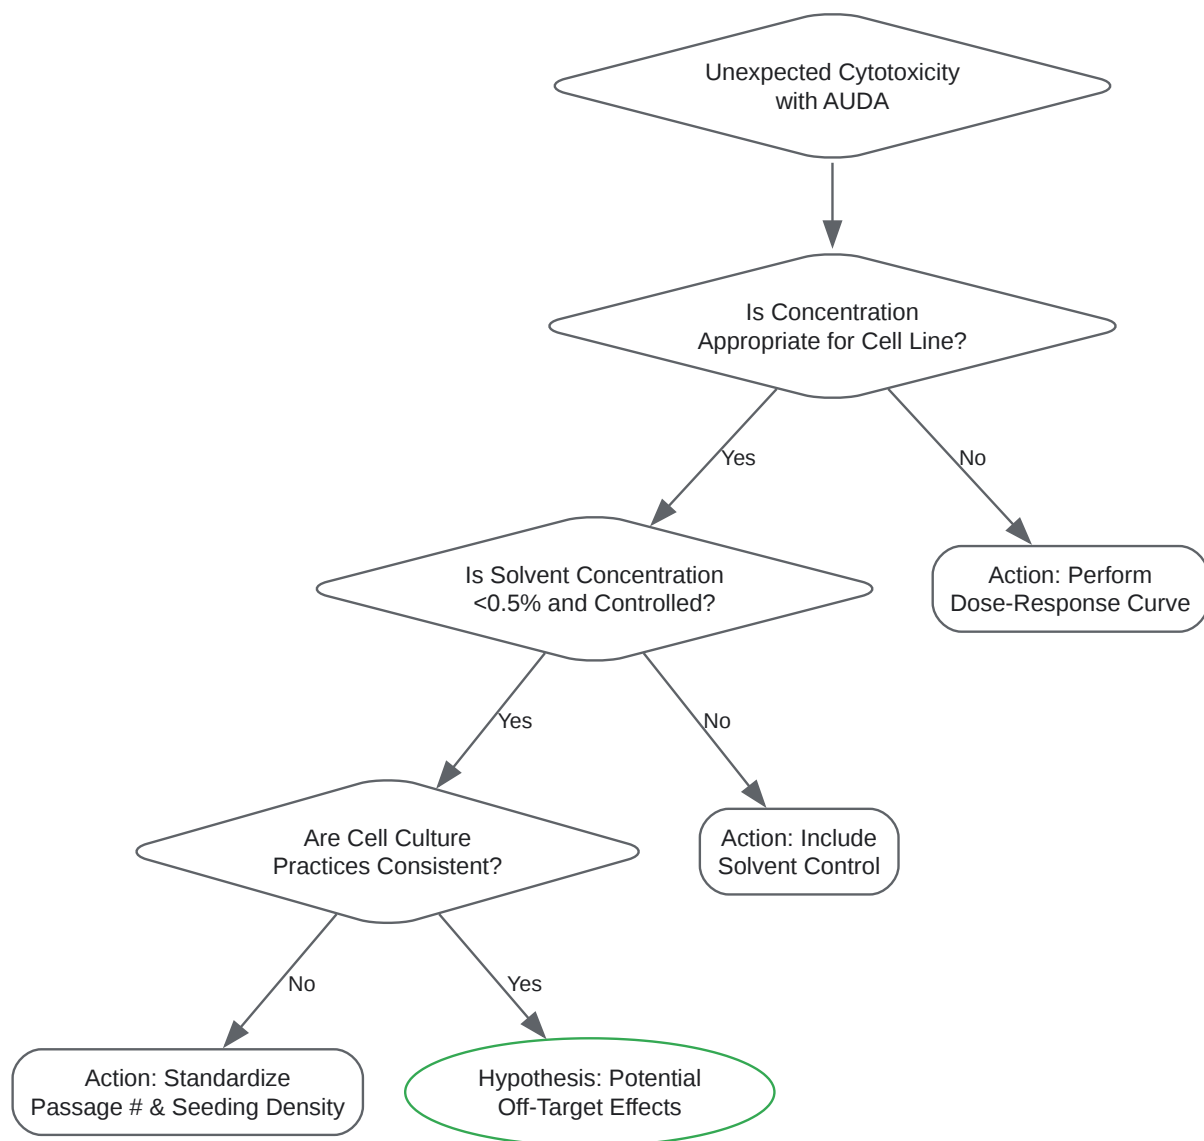 Unexpected Cytotoxicity
with AUDA
Is Concentration
Appropriate for Cell Line?
Yes
No
Is Solvent Concentration
<0.5% and Controlled?
Action: Perform
Dose-Response Curve
Yes
No
Are Cell Culture
Practices Consistent?
Action: Include
Solvent Control
No
Yes
Action: Standardize
Passage # & Seeding Density
Hypothesis: Potential
Off-Target Effects